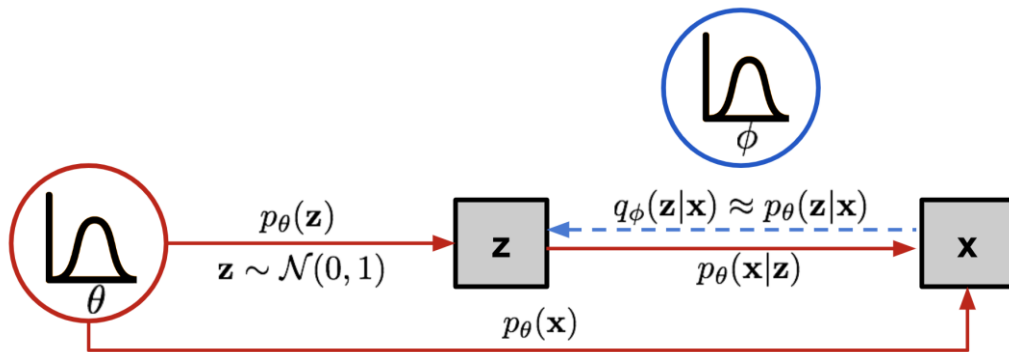 ϕ
q_ϕ(z|x) ≈ p_θ(z|x)
p_θ(z)
z
x
z ∼ 𝒩(0, 1)
p_θ(x|z)
θ
p_θ(x)